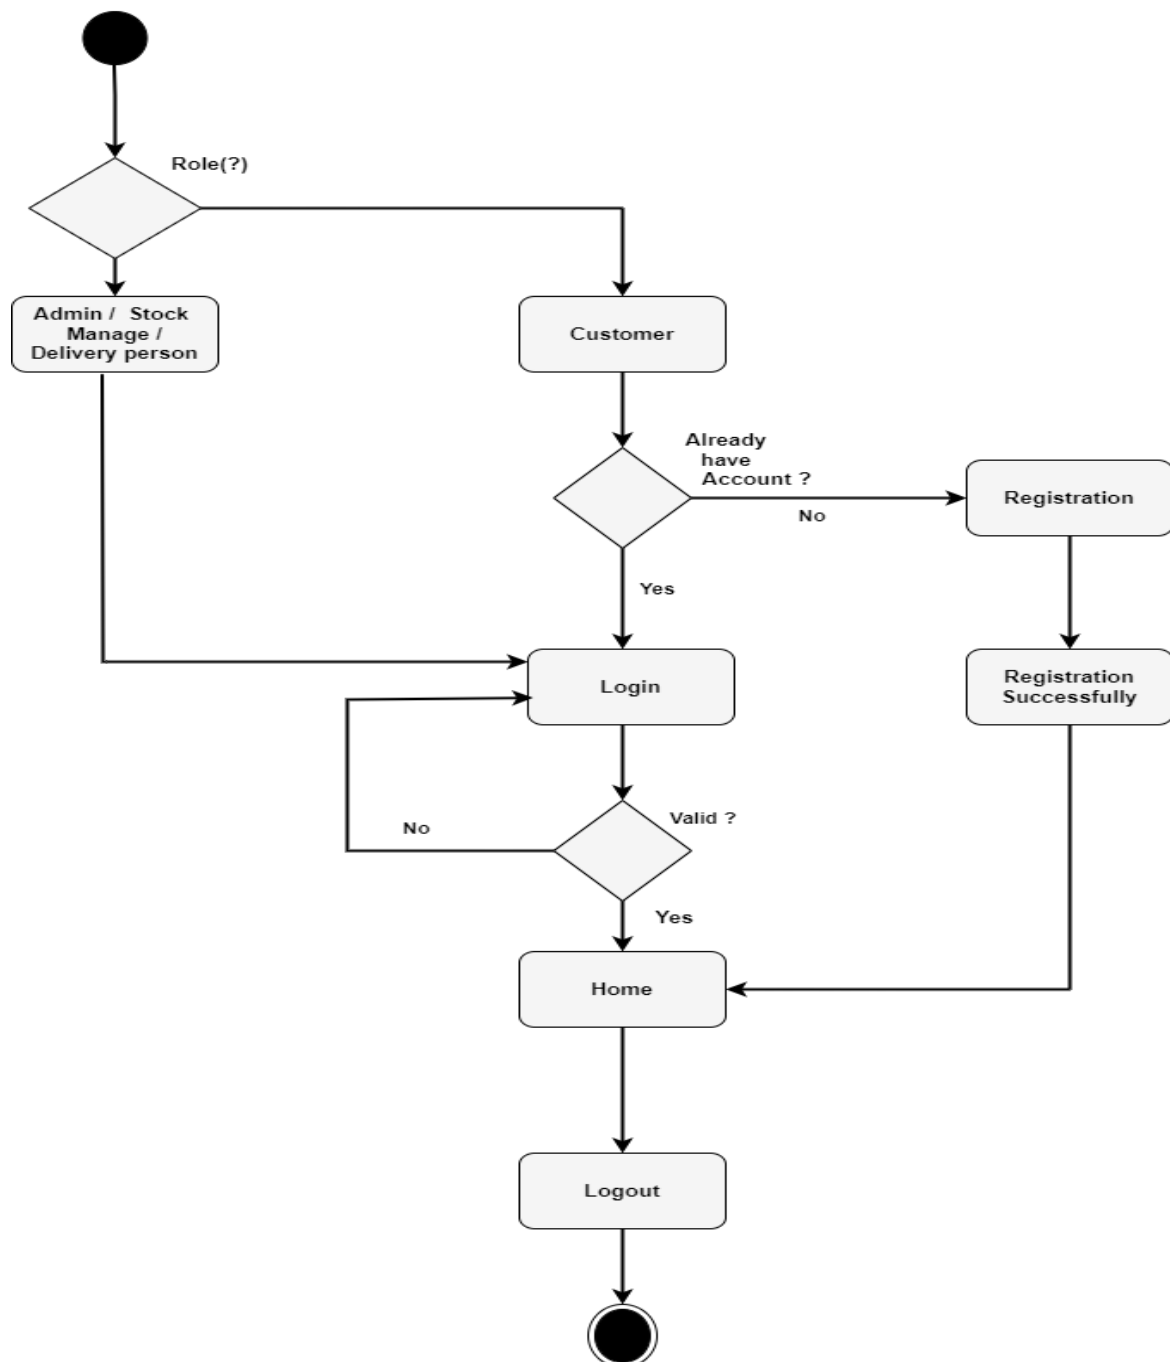 Role(?)
Admin / Stock
Manage /
Delivery person
Customer
Already
have
Account ?
No
Registration
Yes
Login
Registration
Successfully
No
Valid ?
Yes
Home
Logout